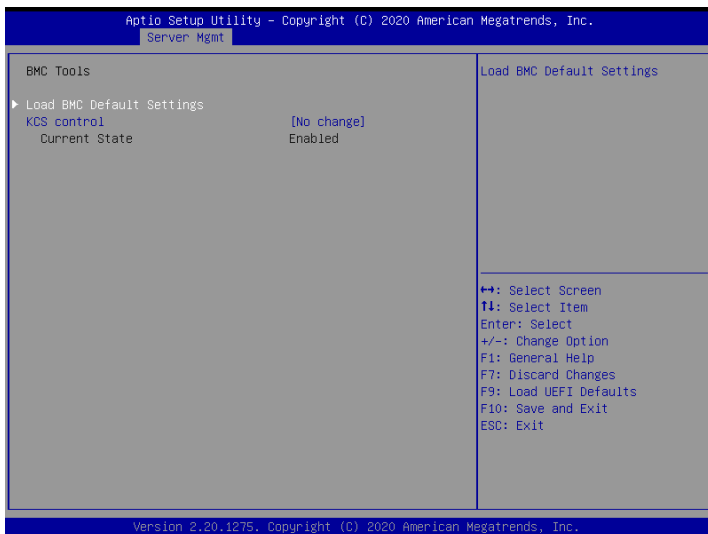 Aptio Setup Utility – Copyright (C) 2020 American Megatrends, Inc.
Server Mgmt
BMC Tools
Load BMC Default Settings
KCS control [No change]
Current State Enabled
Load BMC Default Settings
↔: Select Screen
↑↓: Select Item
Enter: Select
+/-: Change Option
F1: General Help
F7: Discard Changes
F9: Load UEFI Defaults
F10: Save and Exit
ESC: Exit
Version 2.20.1275. Copyright (C) 2020 American Megatrends, Inc.